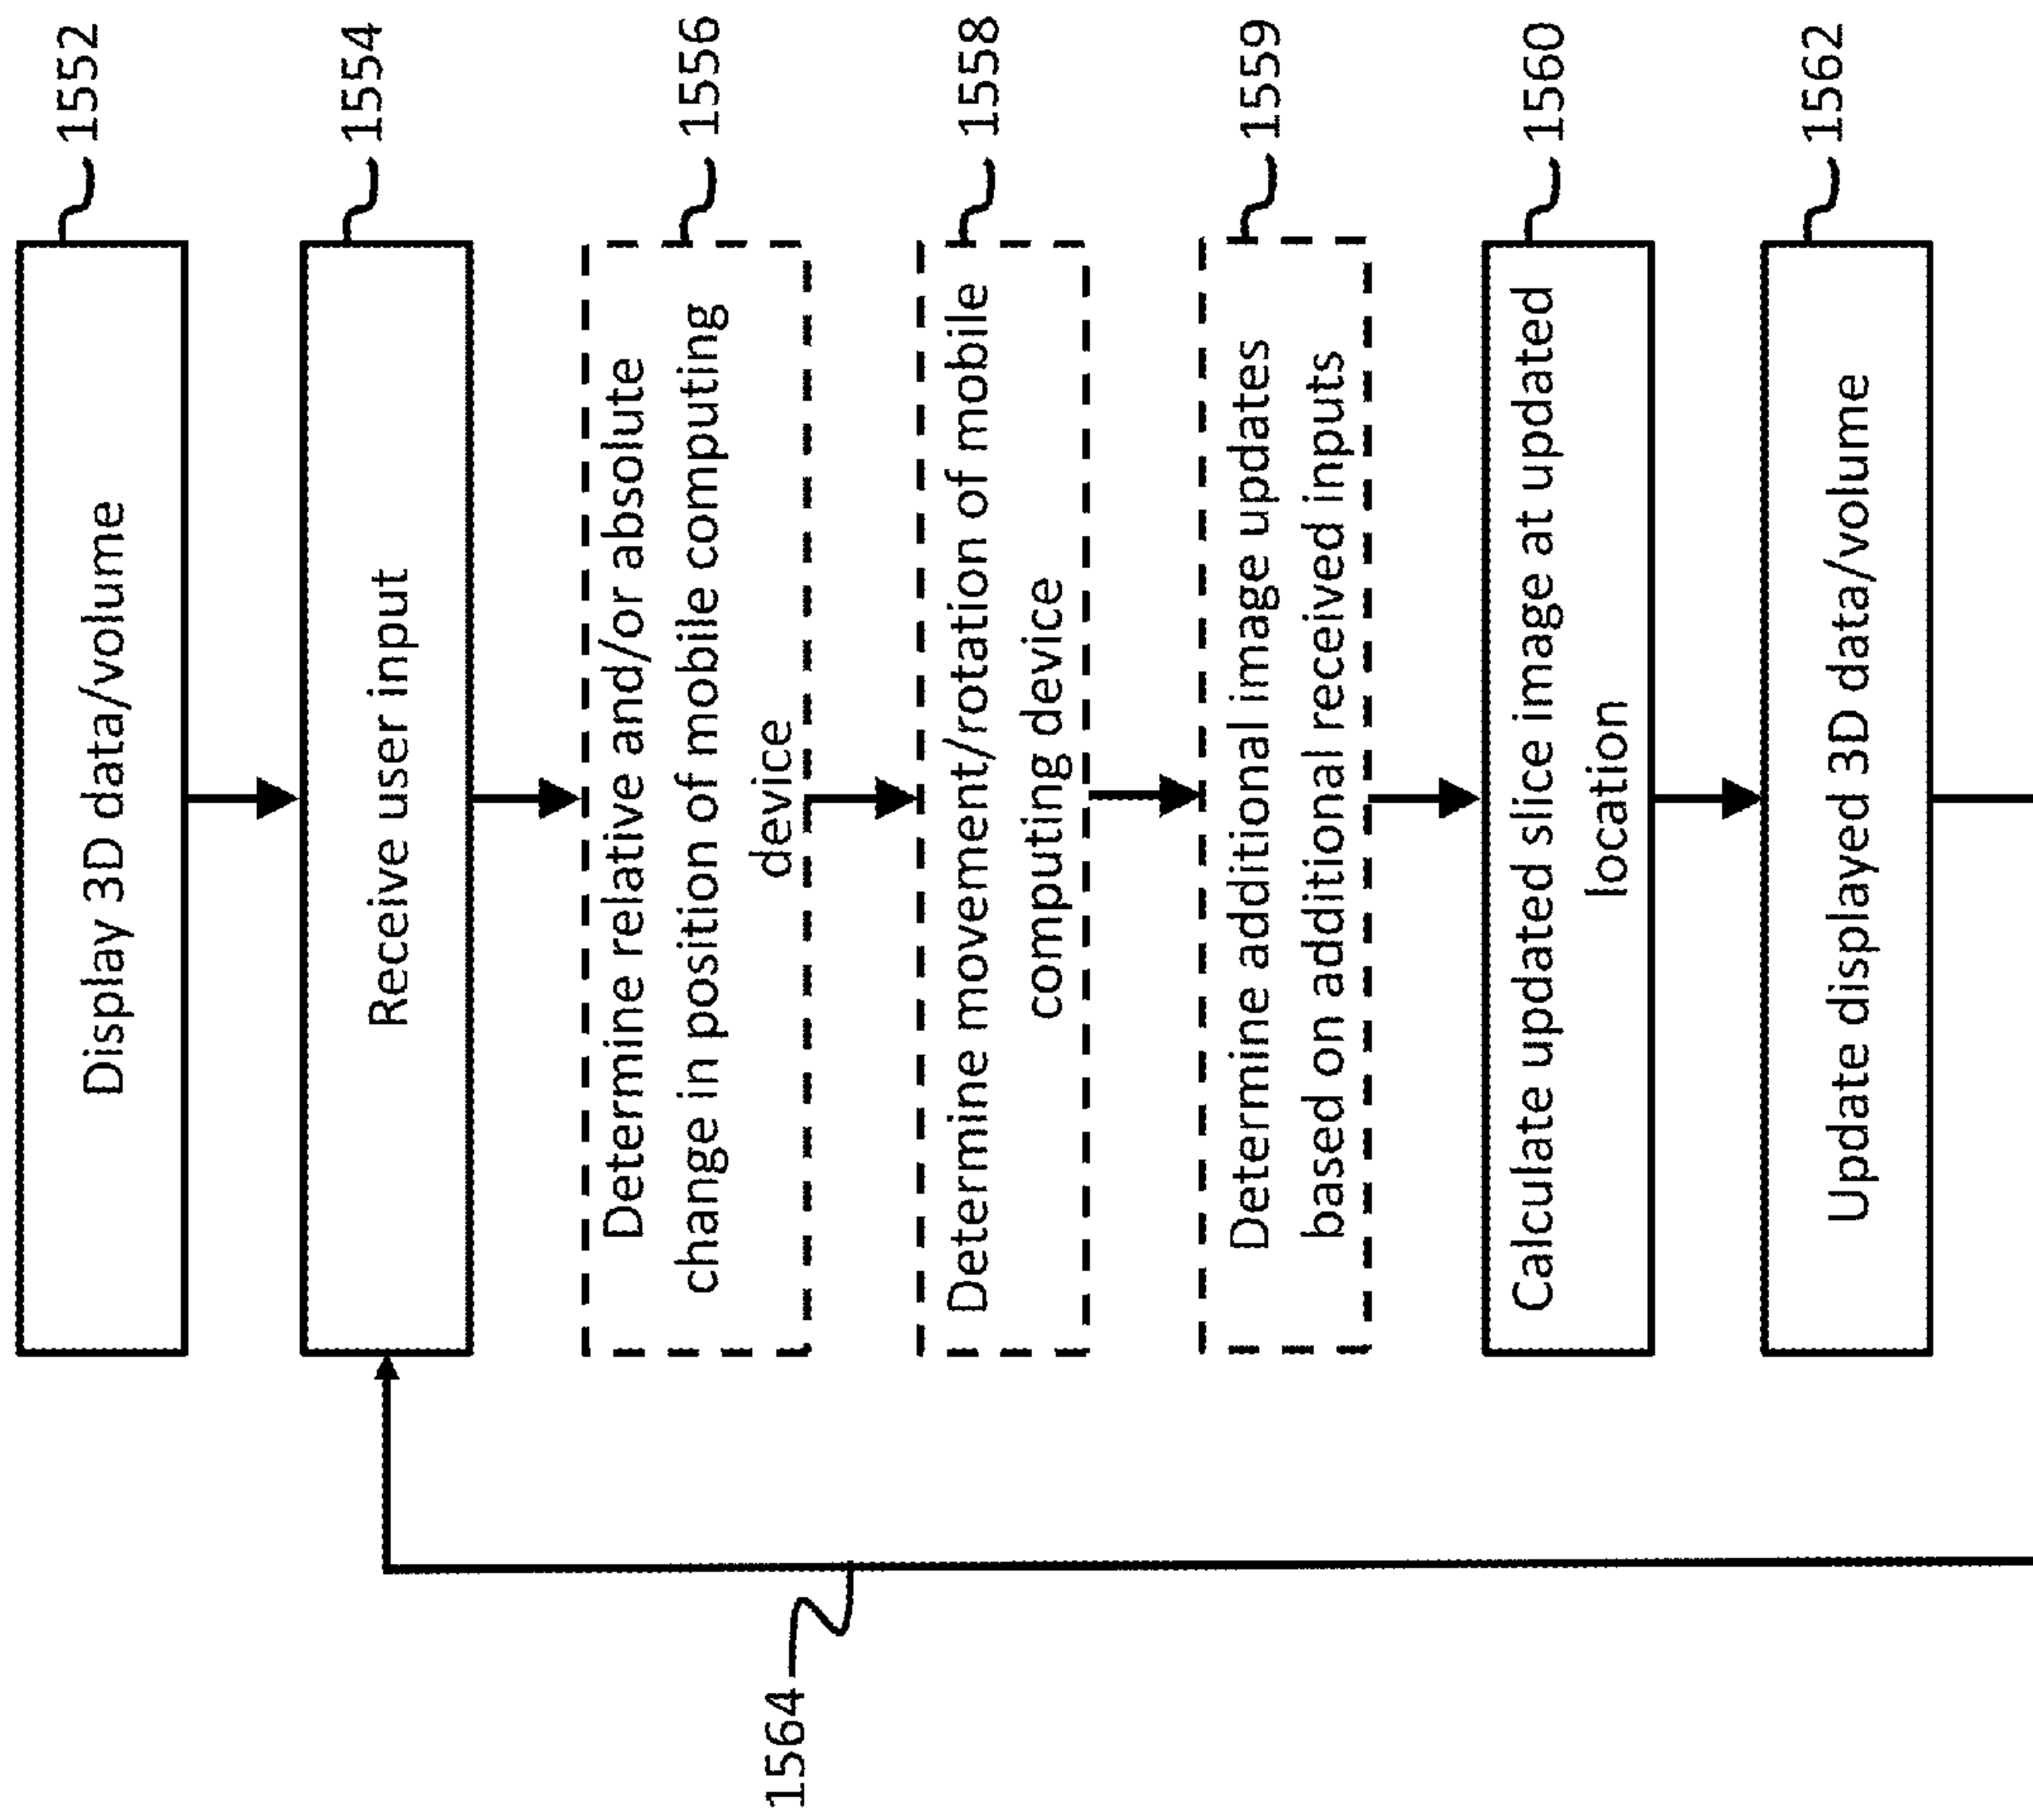 Display 3D data/volume
1552
Receive user input
1554
Determine relative and/or absolute
change in position of mobile computing
device
1556
Determine movement/rotation of mobile
computing device
1558
Determine additional image updates
based on additional received inputs
1559
Calculate updated slice image at updated
location
1560
Update displayed 3D data/volume
1562
1564